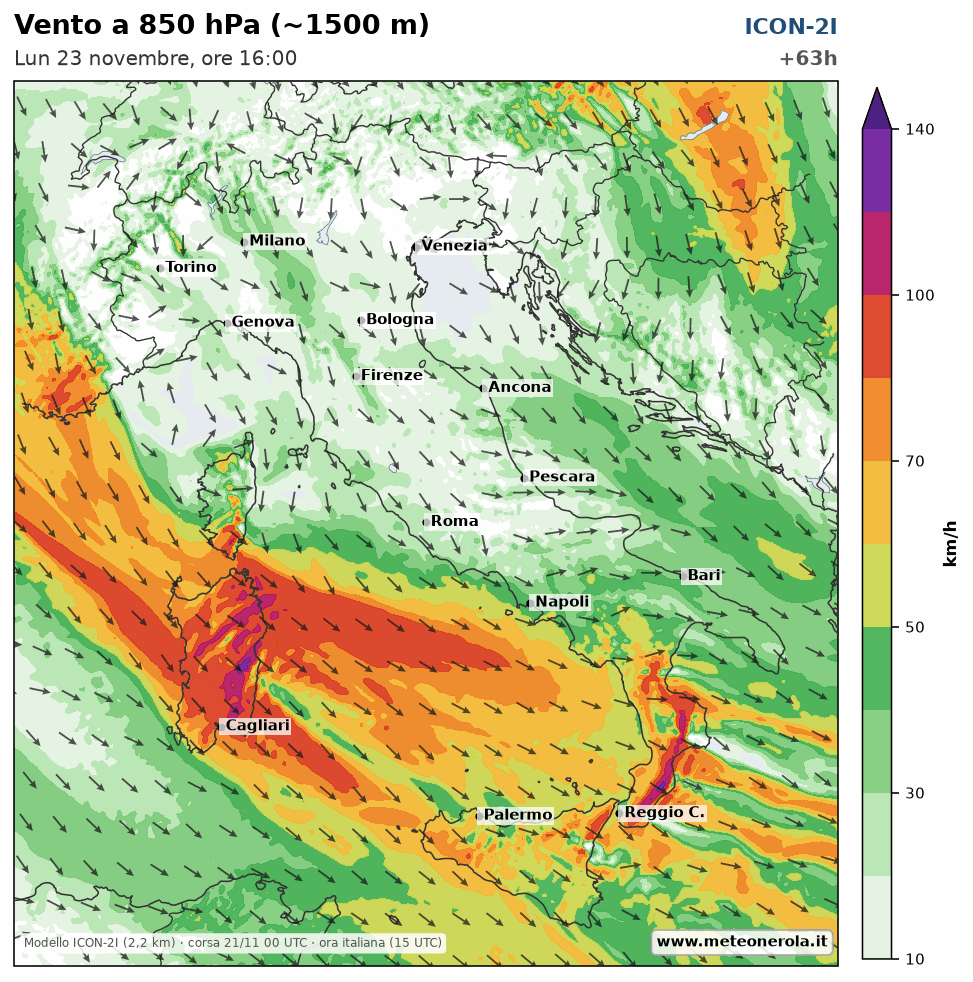 Vento a 850 hPa (~1500 m)
ICON-2I
Lun 23 novembre, ore 16:00
+63h
Milano
Venezia
Torino
Genova
Bologna
Firenze
Ancona
Pescara
Roma
Bari
Napoli
Cagliari
Palermo
Reggio C.
Modello ICON-2I (2,2 km) · corsa 21/11 00 UTC · ora italiana (15 UTC)
www.meteonerola.it
140
100
70
50
30
10
km/h